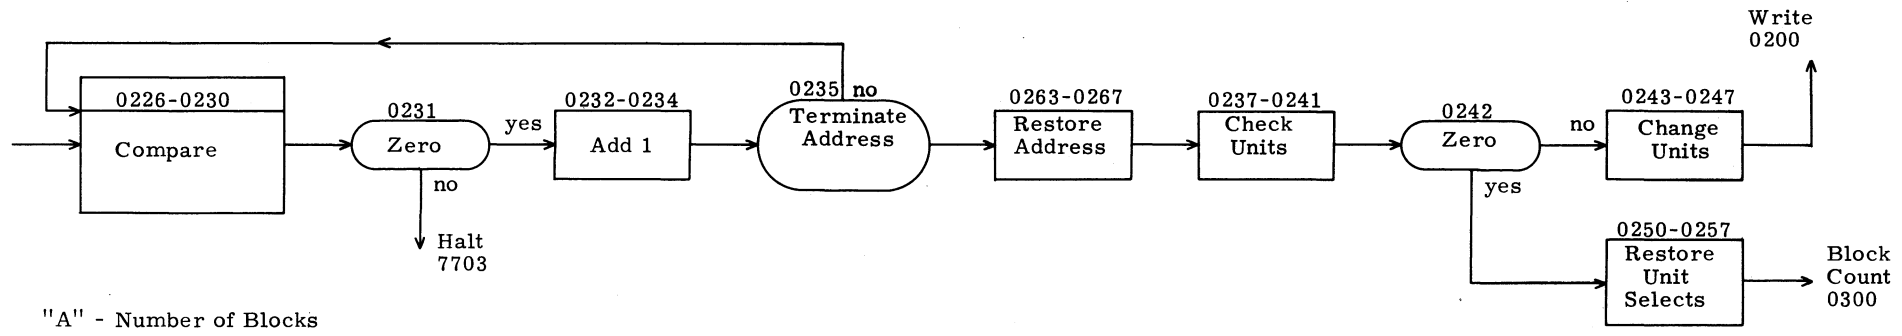 Write
0200
0226-0230
Compare
0231
Zero
yes
no
Halt
7703
0232-0234
Add 1
0235 no
Terminate
Address
0263-0267
Restore
Address
0237-0241
Check
Units
0242
Zero
no
yes
0243-0247
Change
Units
0250-0257
Restore
Unit
Selects
Block
Count
0300
"A" - Number of Blocks